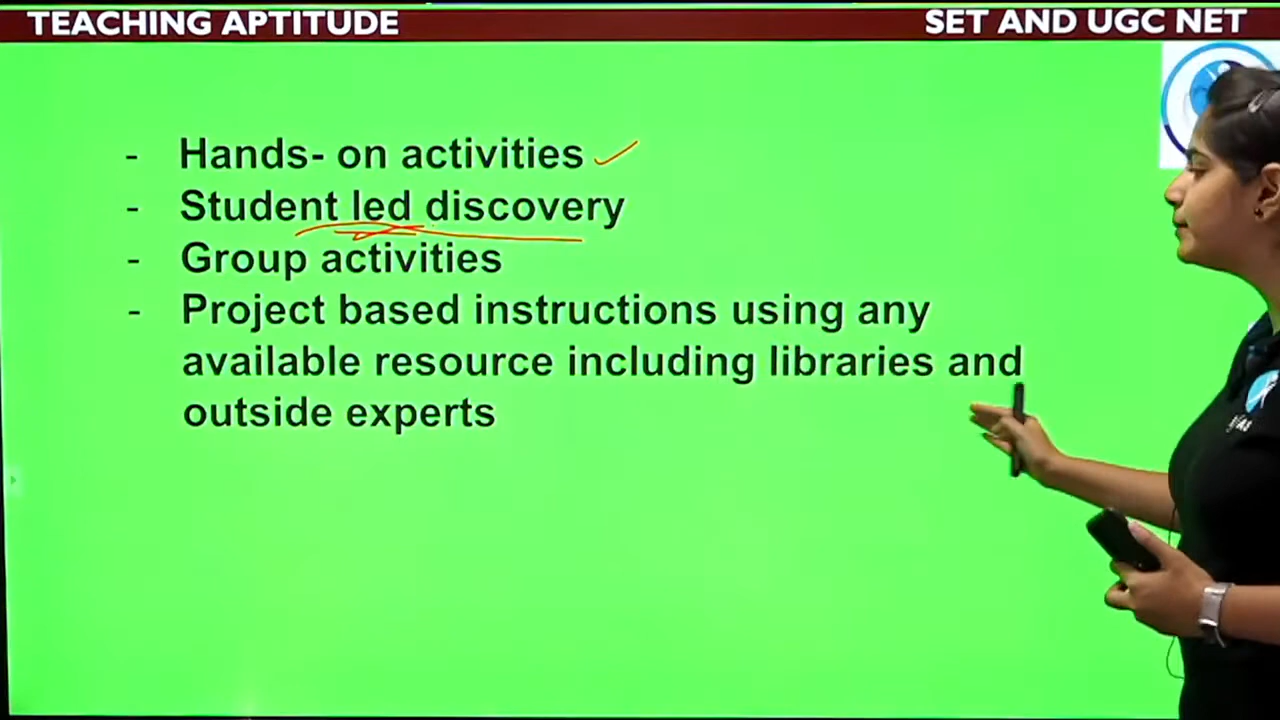 TEACHING APTITUDE
SET AND UGC NET
- Hands- on activities
- Student led discovery
- Group activities
- Project based instructions using any
available resource including libraries and
outside experts